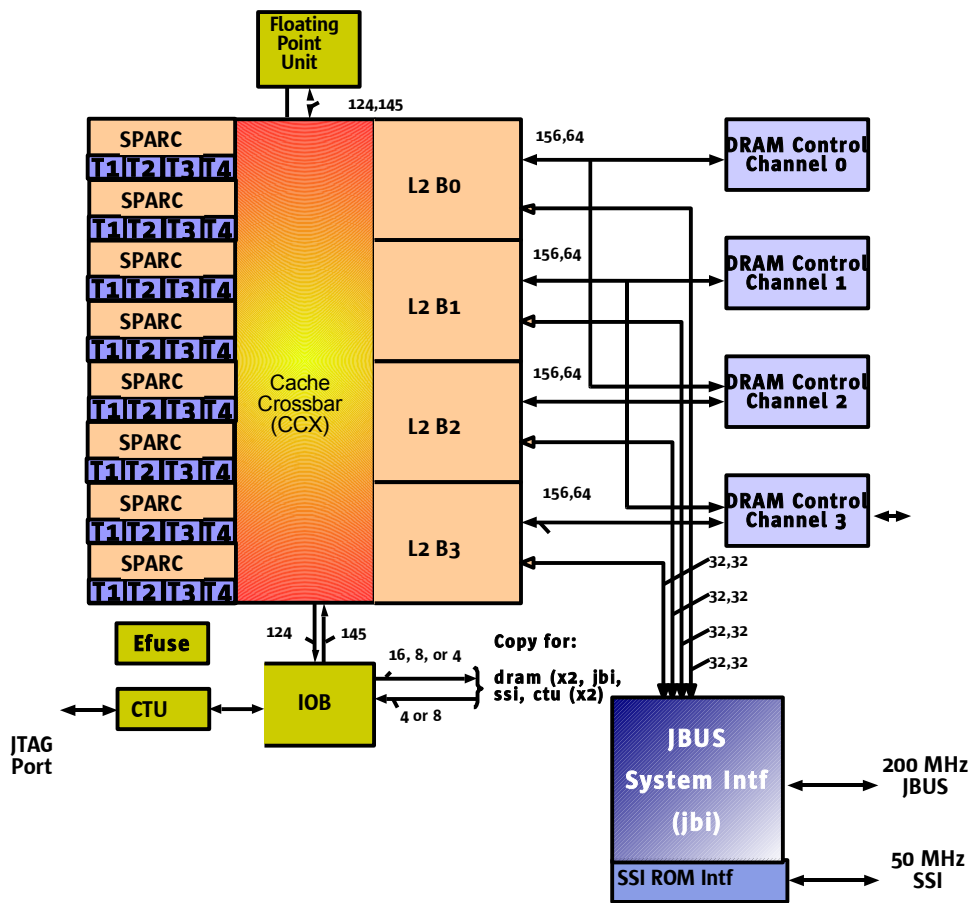 Floating
Point
Unit
124,145
SPARC
T1 T2 T3 T4
SPARC
T1 T2 T3 T4
SPARC
T1 T2 T3 T4
SPARC
T1 T2 T3 T4
SPARC
T1 T2 T3 T4
SPARC
T1 T2 T3 T4
SPARC
T1 T2 T3 T4
SPARC
T1 T2 T3 T4
Cache
Crossbar
(CCX)
L2 B0
L2 B1
L2 B2
L2 B3
156,64
156,64
156,64
156,64
DRAM Control
Channel 0
DRAM Control
Channel 1
DRAM Control
Channel 2
DRAM Control
Channel 3
32,32
32,32
32,32
32,32
Efuse
124
145
16, 8, or 4
4 or 8
Copy for:
dram (x2, jbi,
ssi, ctu (x2)
CTU
IOB
JTAG
Port
JBUS
System Intf
(jbi)
SSI ROM Intf
200 MHz
JBUS
50 MHz
SSI